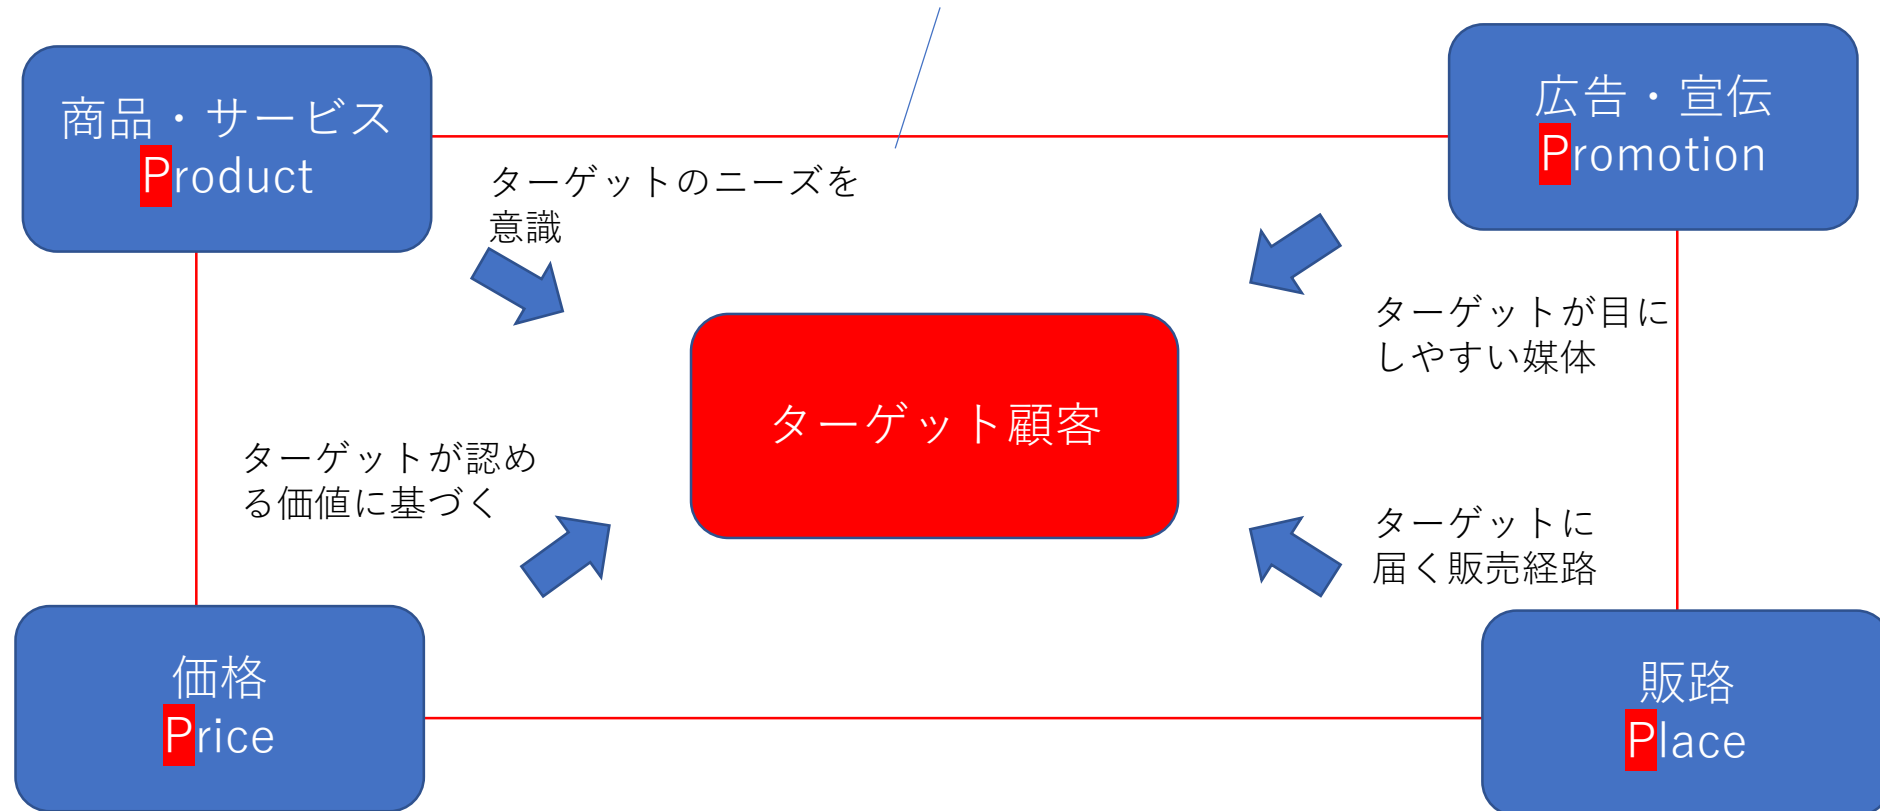 商品・サービス
Product
広告・宣伝
Promotion
ターゲットのニーズを
意識
ターゲットが目に
しやすい媒体
ターゲット顧客
ターゲットが認め
る価値に基づく
ターゲットに
届く販売経路
価格
Price
販路
Place